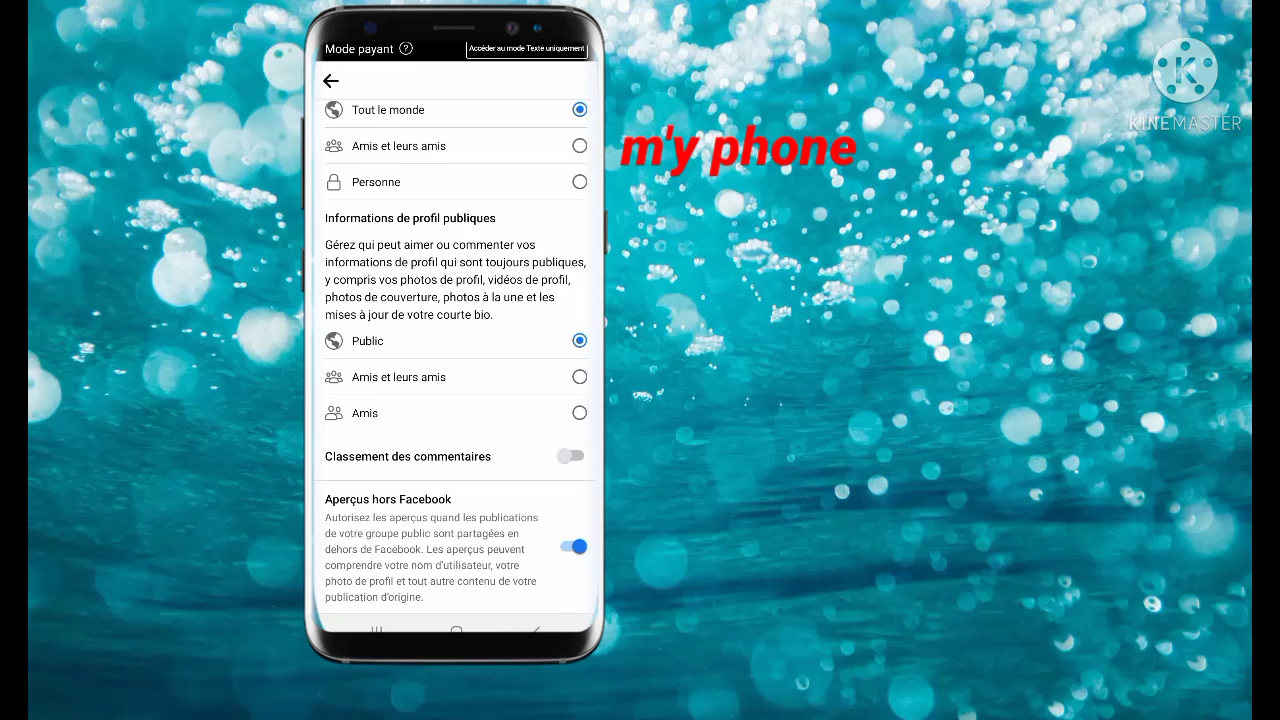 Mode payant ?
Accéder au mode Texte uniquement
Tout le monde
Amis et leurs amis
Personne
Informations de profil publiques
Gérez qui peut aimer ou commenter vos
informations de profil qui sont toujours publiques,
y compris vos photos de profil, vidéos de profil,
photos de couverture, photos à la une et les
mises à jour de votre courte bio.
Public
Amis et leurs amis
Amis
Classement des commentaires
Aperçus hors Facebook
Autorisez les aperçus quand les publications
de votre groupe public sont partagées en
dehors de Facebook. Les aperçus peuvent
comprendre votre nom d'utilisateur, votre
photo de profil et tout autre contenu de votre
publication d'origine.
m'y phone
K
KINEMASTER